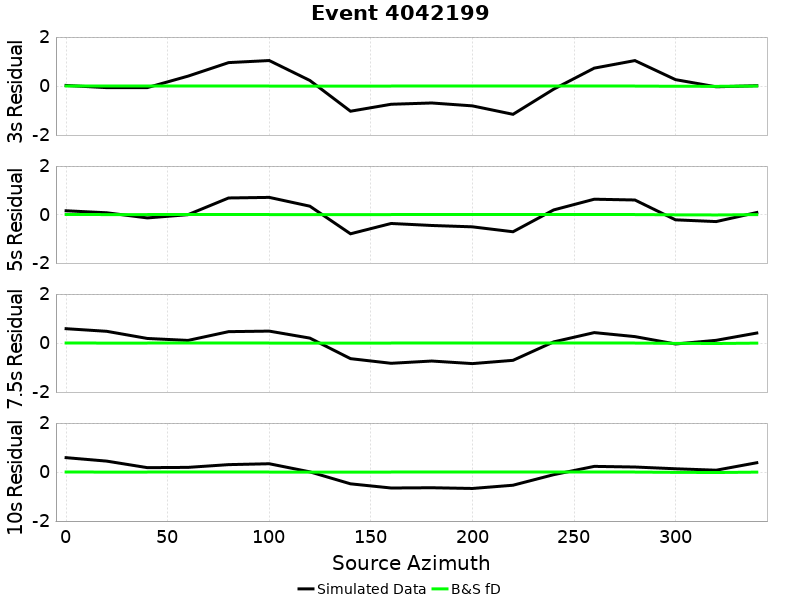 Event 4042199
3s Residual
2
0
-2
5s Residual
2
0
-2
7.5s Residual
2
0
-2
10s Residual
2
0
-2
0 50 100 150 200 250 300
Source Azimuth
Simulated Data B&S fD